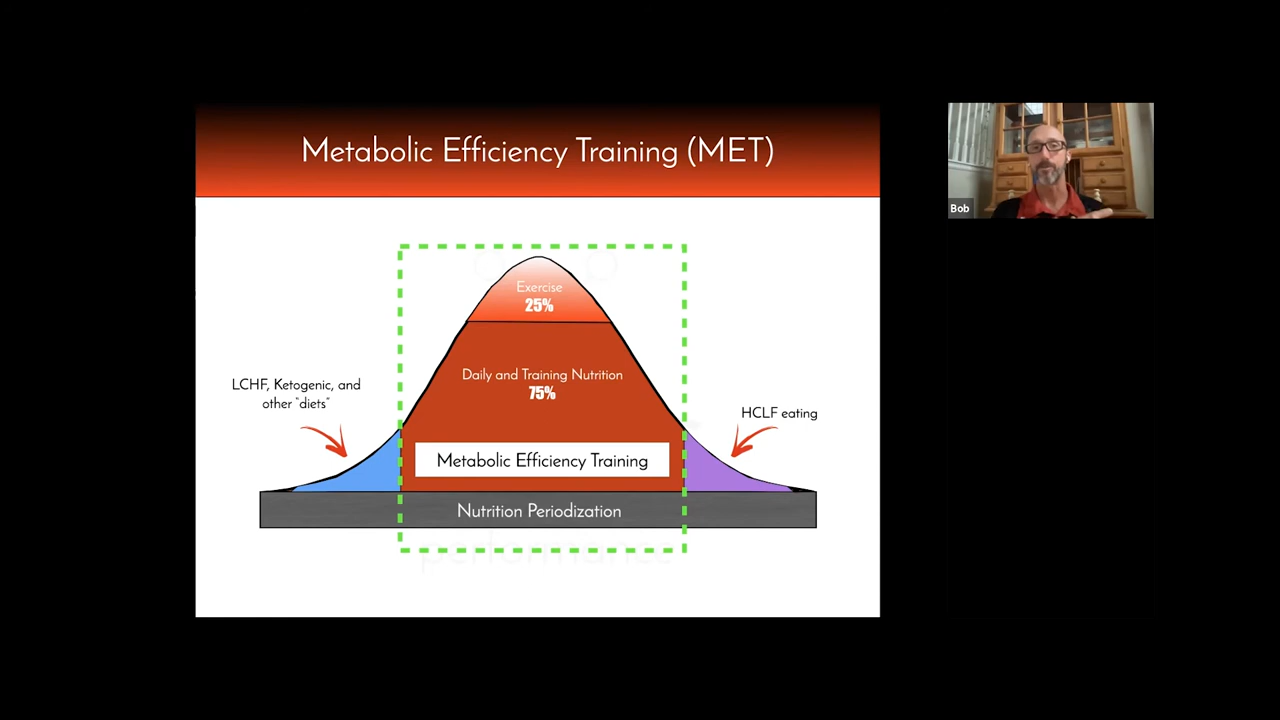 Metabolic Efficiency Training (MET)
Exercise
25%
Daily and Training Nutrition
75%
LCHF, Ketogenic, and
other "diets"
HCLF eating
Metabolic Efficiency Training
Nutrition Periodization
performance
Bob